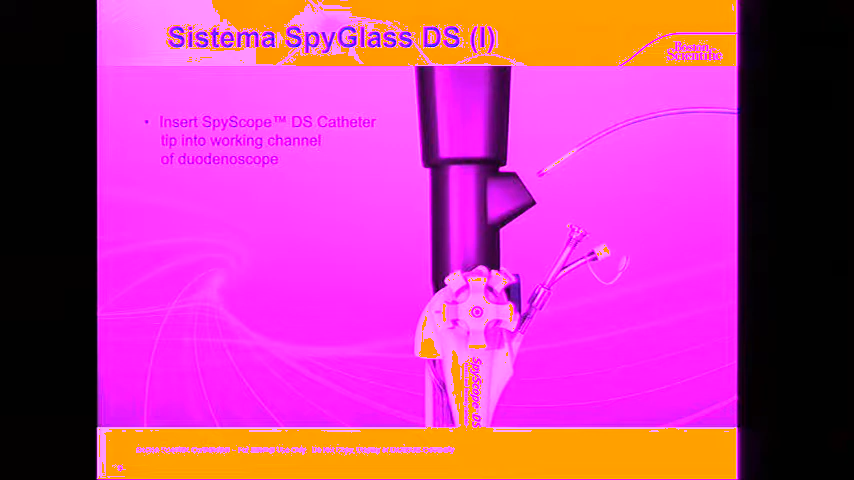 Sistema SpyGlass DS (I)
Boston
Scientific
• Insert SpyScope™ DS Catheter
tip into working channel
of duodenoscope
SpyScope DS